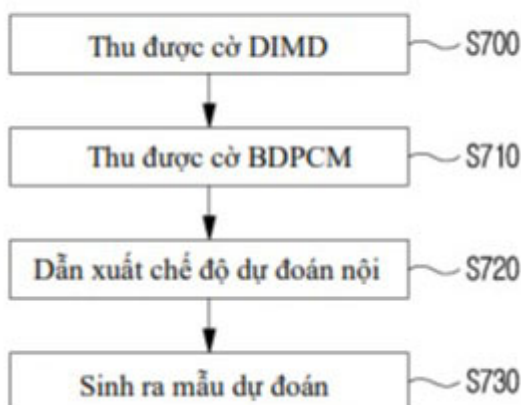 Thu được cờ DIMD S700
Thu được cờ BDPCM S710
Dẫn xuất chế độ dự đoán nội S720
Sinh ra mẫu dự đoán S730